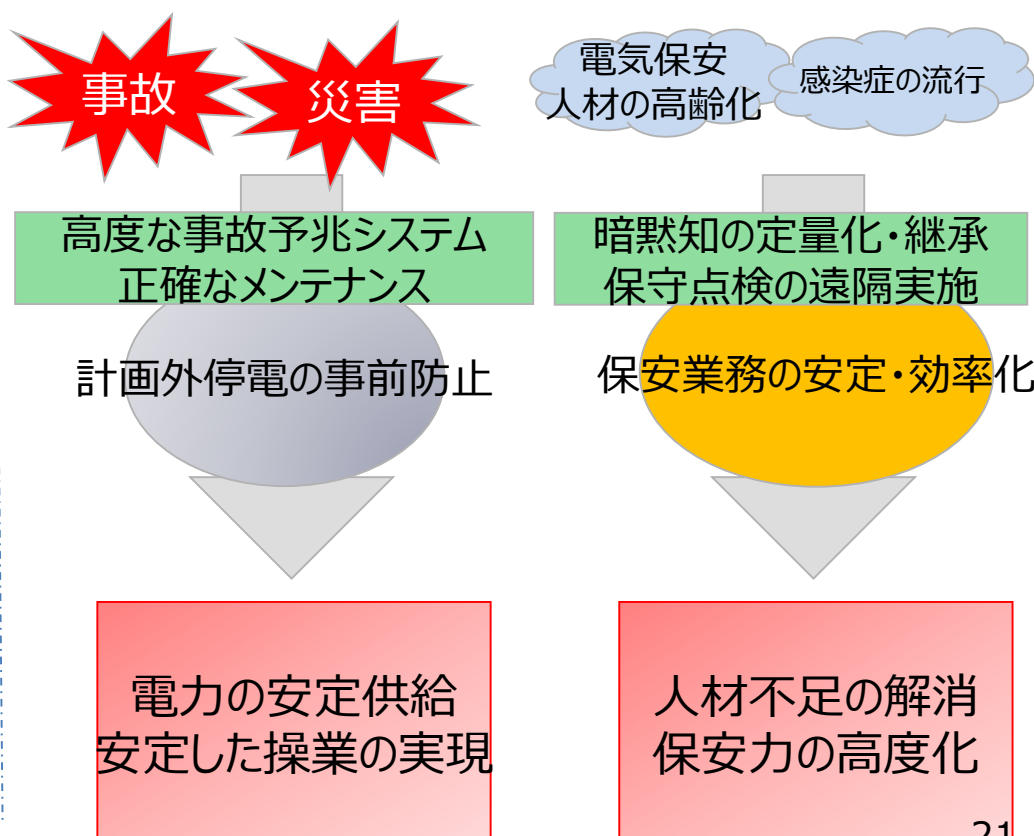 事故
災害
電気保安
人材の高齢化
感染症の流行
高度な事故予兆システム
正確なメンテナンス
計画外停電の事前防止
電力の安定供給
安定した操業の実現
暗黙知の定量化・継承
保守点検の遠隔実施
保安業務の安定・効率化
人材不足の解消
保安力の高度化
21